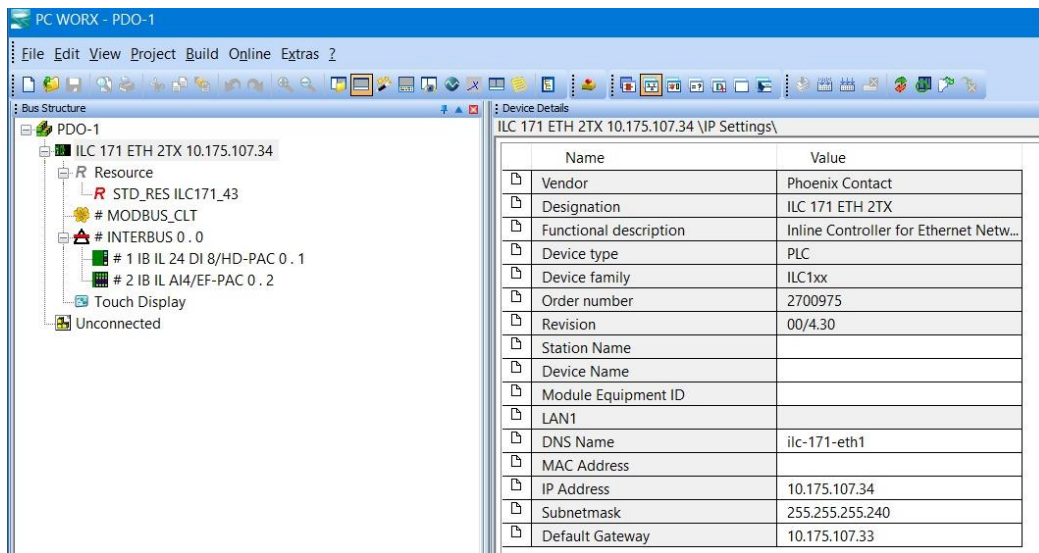 PC WORX - PDO-1
File Edit View Project Build Online Extras ?
Bus Structure
PDO-1
ILC 171 ETH 2TX 10.175.107.34
R Resource
R STD_RES ILC171_43
# MODBUS_CLT
# INTERBUS 0 . 0
# 1 IB IL 24 DI 8/HD-PAC 0 . 1
# 2 IB IL AI4/EF-PAC 0 . 2
Touch Display
Unconnected
Device Details
ILC 171 ETH 2TX 10.175.107.34 \IP Settings\
Name Value
Vendor Phoenix Contact
Designation ILC 171 ETH 2TX
Functional description Inline Controller for Ethernet Netw...
Device type PLC
Device family ILC1xx
Order number 2700975
Revision 00/4.30
Station Name
Device Name
Module Equipment ID
LAN1
DNS Name ilc-171-eth1
MAC Address
IP Address 10.175.107.34
Subnetmask 255.255.255.240
Default Gateway 10.175.107.33